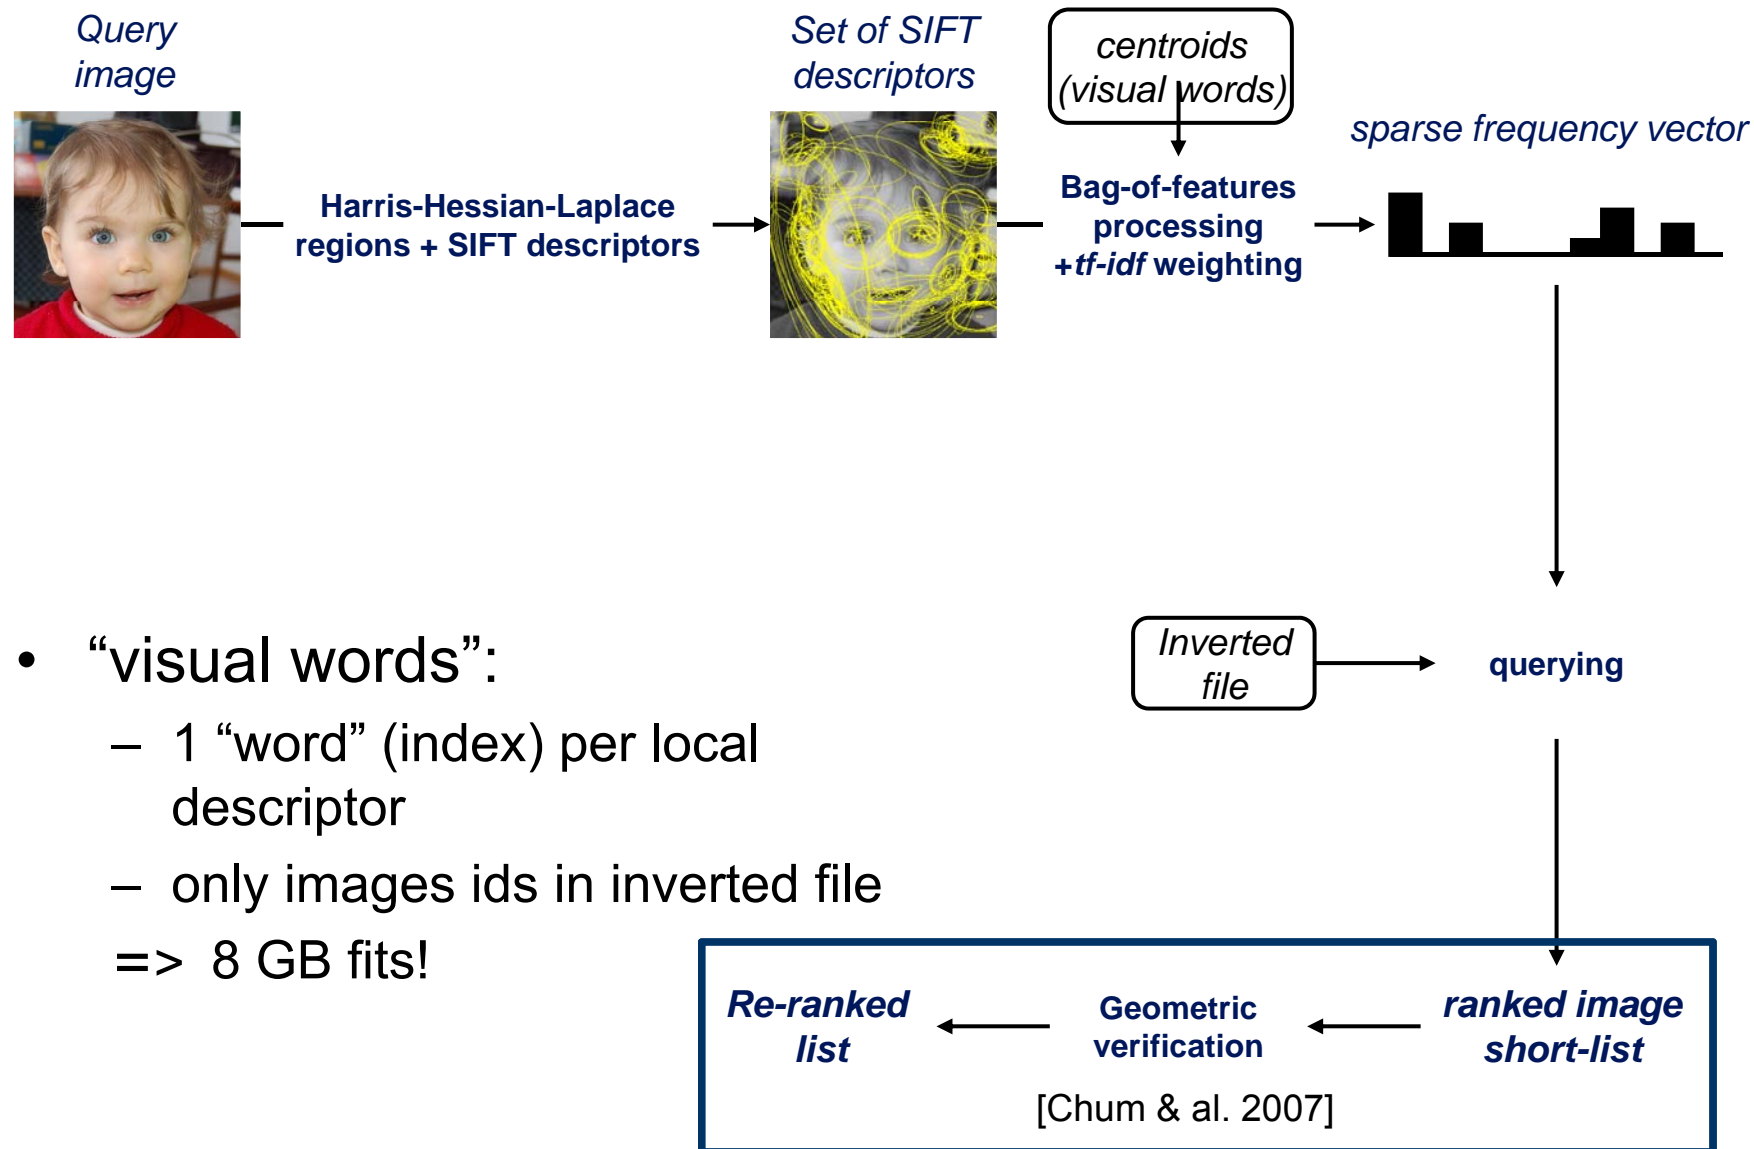 Query
image
Set of SIFT
descriptors
centroids
(visual words)
sparse frequency vector
Harris-Hessian-Laplace
regions + SIFT descriptors
Bag-of-features
processing
+tf-idf weighting
• “visual words”:
– 1 “word” (index) per local
descriptor
– only images ids in inverted file
=> 8 GB fits!
Inverted
file
querying
Re-ranked
list
Geometric
verification
ranked image
short-list
[Chum & al. 2007]